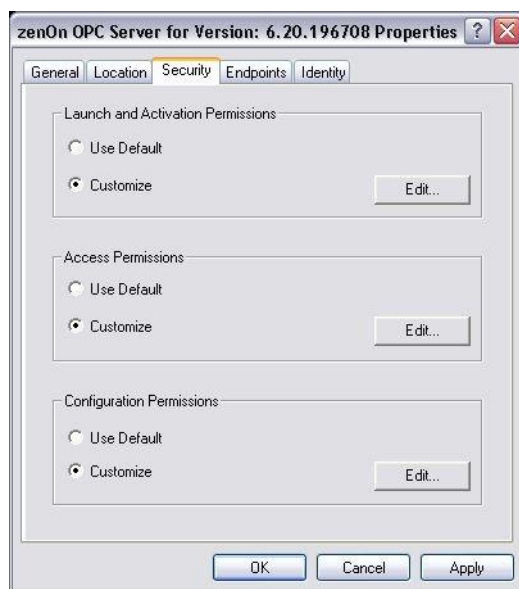 zenOn OPC Server for Version: 6.20.196708 Properties ? X
General Location Security Endpoints Identity
Launch and Activation Permissions
Use Default
Customize Edit...
Access Permissions
Use Default
Customize Edit...
Configuration Permissions
Use Default
Customize Edit...
OK Cancel Apply